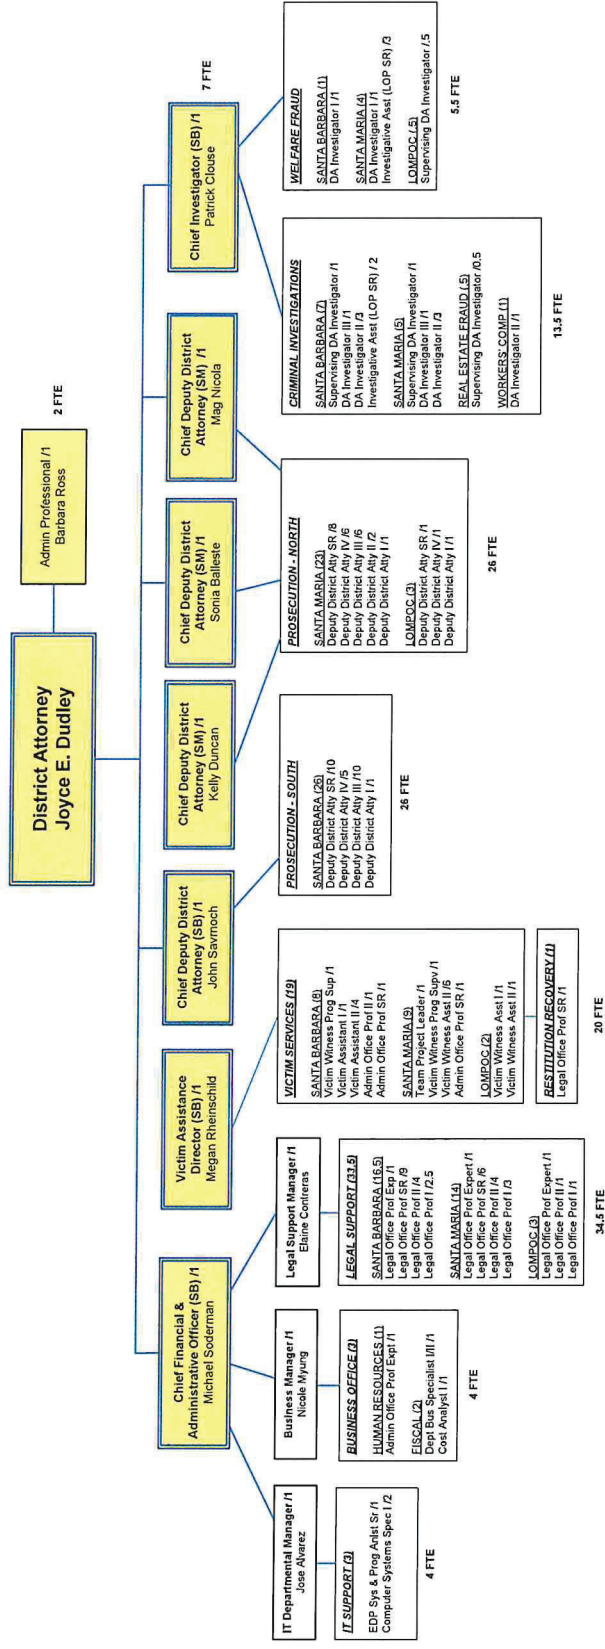 District Attorney
Joyce E. Dudley
Admin Professional /1
Barbara Ross
2 FTE
Chief Financial &
Administrative Officer (SB) /1
Michael Soderman
Victim Assistance
Director (SB) /1
Megan Rheinschild
Chief Deputy District
Attorney (SB) /1
John Savrnoch
Chief Deputy District
Attorney (SM) /1
Kelly Duncan
Chief Deputy District
Attorney (SM) /1
Sonia Balleste
Chief Deputy District
Attorney (SM) /1
Mag Nicola
Chief Investigator (SB) /1
Patrick Clouse
7 FTE
IT Departmental Manager /1
Jose Alvarez
IT SUPPORT (3)
EDP Sys & Prog Anlst Sr /1
Computer Systems Spec I /2
4 FTE
Business Manager /1
Nicole Myung
BUSINESS OFFICE (3)
HUMAN RESOURCES (1)
Admin Office Prof Expt /1
FISCAL (2)
Dept Bus Specialist I/II /1
Cost Analyst I /1
4 FTE
Legal Support Manager /1
Elaine Contreras
LEGAL SUPPORT (33.5)
SANTA BARBARA (16.5)
Legal Office Prof Exp /1
Legal Office Prof SR /9
Legal Office Prof II /4
Legal Office Prof I /2.5
SANTA MARIA (14)
Legal Office Prof Expert /1
Legal Office Prof SR /6
Legal Office Prof II /4
Legal Office Prof I /3
LOMPOC (3)
Legal Office Prof Expert /1
Legal Office Prof II /1
Legal Office Prof I /1
34.5 FTE
VICTIM SERVICES (19)
SANTA BARBARA (8)
Victim Witness Prog Sup /1
Victim Assistant I /1
Victim Assistant II /4
Admin Office Prof II /1
Admin Office Prof SR /1
SANTA MARIA (9)
Team Project Leader /1
Victim Witness Prog Supv /1
Victim Witness Asst II /6
Admin Office Prof SR /1
LOMPOC (2)
Victim Witness Asst I /1
Victim Witness Asst II /1
RESTITUTION RECOVERY (1)
Legal Office Prof SR /1
20 FTE
PROSECUTION - SOUTH
SANTA BARBARA (26)
Deputy District Atty SR /10
Deputy District Atty IV /5
Deputy District Atty III /10
Deputy District Atty I /1
26 FTE
PROSECUTION - NORTH
SANTA MARIA (23)
Deputy District Atty SR /8
Deputy District Atty IV /6
Deputy District Atty III /6
Deputy District Atty II /2
Deputy District Atty I /1
LOMPOC (3)
Deputy District Atty SR /1
Deputy District Atty IV /1
Deputy District Atty I /1
26 FTE
CRIMINAL INVESTIGATIONS
SANTA BARBARA (7)
Supervising DA Investigator /1
DA Investigator III /1
DA Investigator II /3
Investigative Asst (LOP SR) / 2
SANTA MARIA (5)
Supervising DA Investigator /1
DA Investigator III /1
DA Investigator II /3
REAL ESTATE FRAUD (.5)
Supervising DA Investigator /0.5
WORKERS' COMP (1)
DA Investigator II /1
13.5 FTE
WELFARE FRAUD
SANTA BARBARA (1)
DA Investigator I /1
SANTA MARIA (4)
DA Investigator I /1
Investigative Asst (LOP SR) /3
LOMPOC (.5)
Supervising DA Investigator /.5
5.5 FTE